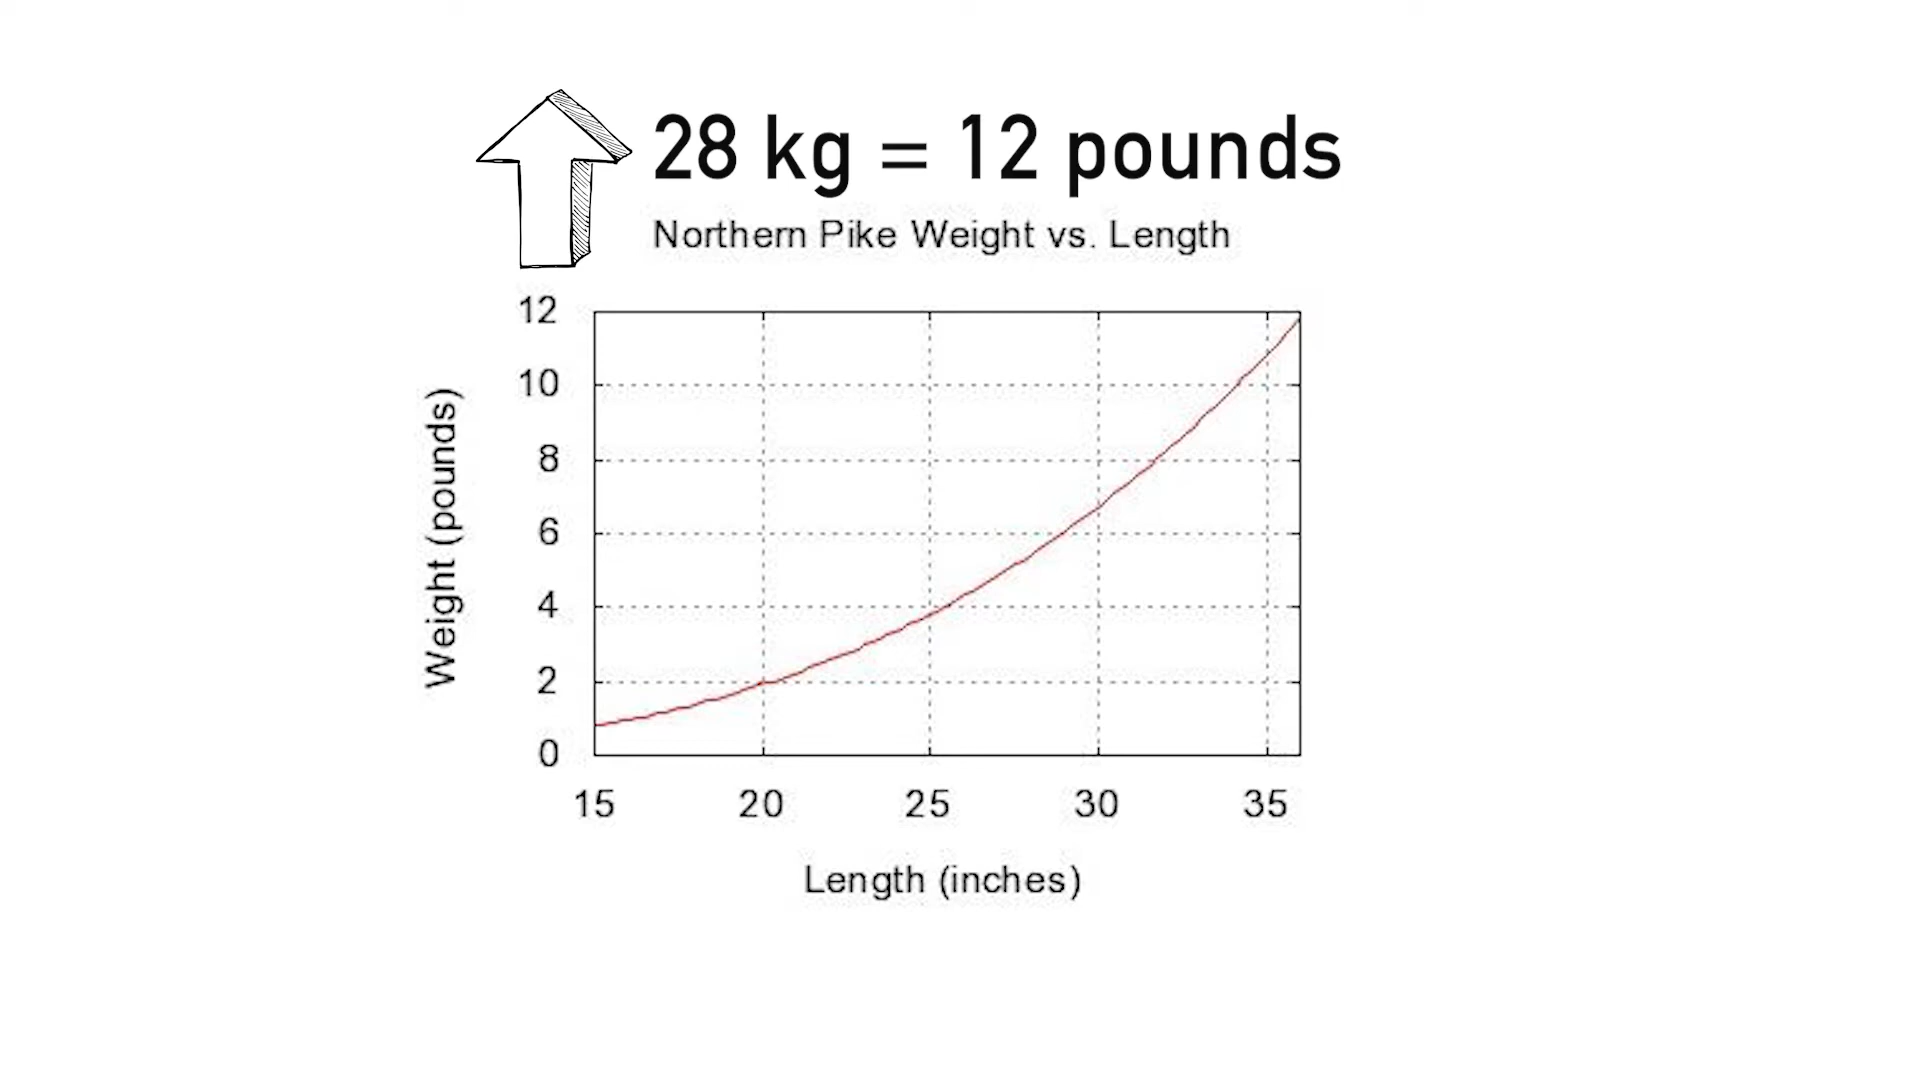 28 kg = 12 pounds
Northern Pike Weight vs. Length
12
10
8
6
4
2
0
Weight (pounds)
15 20 25 30 35
Length (inches)